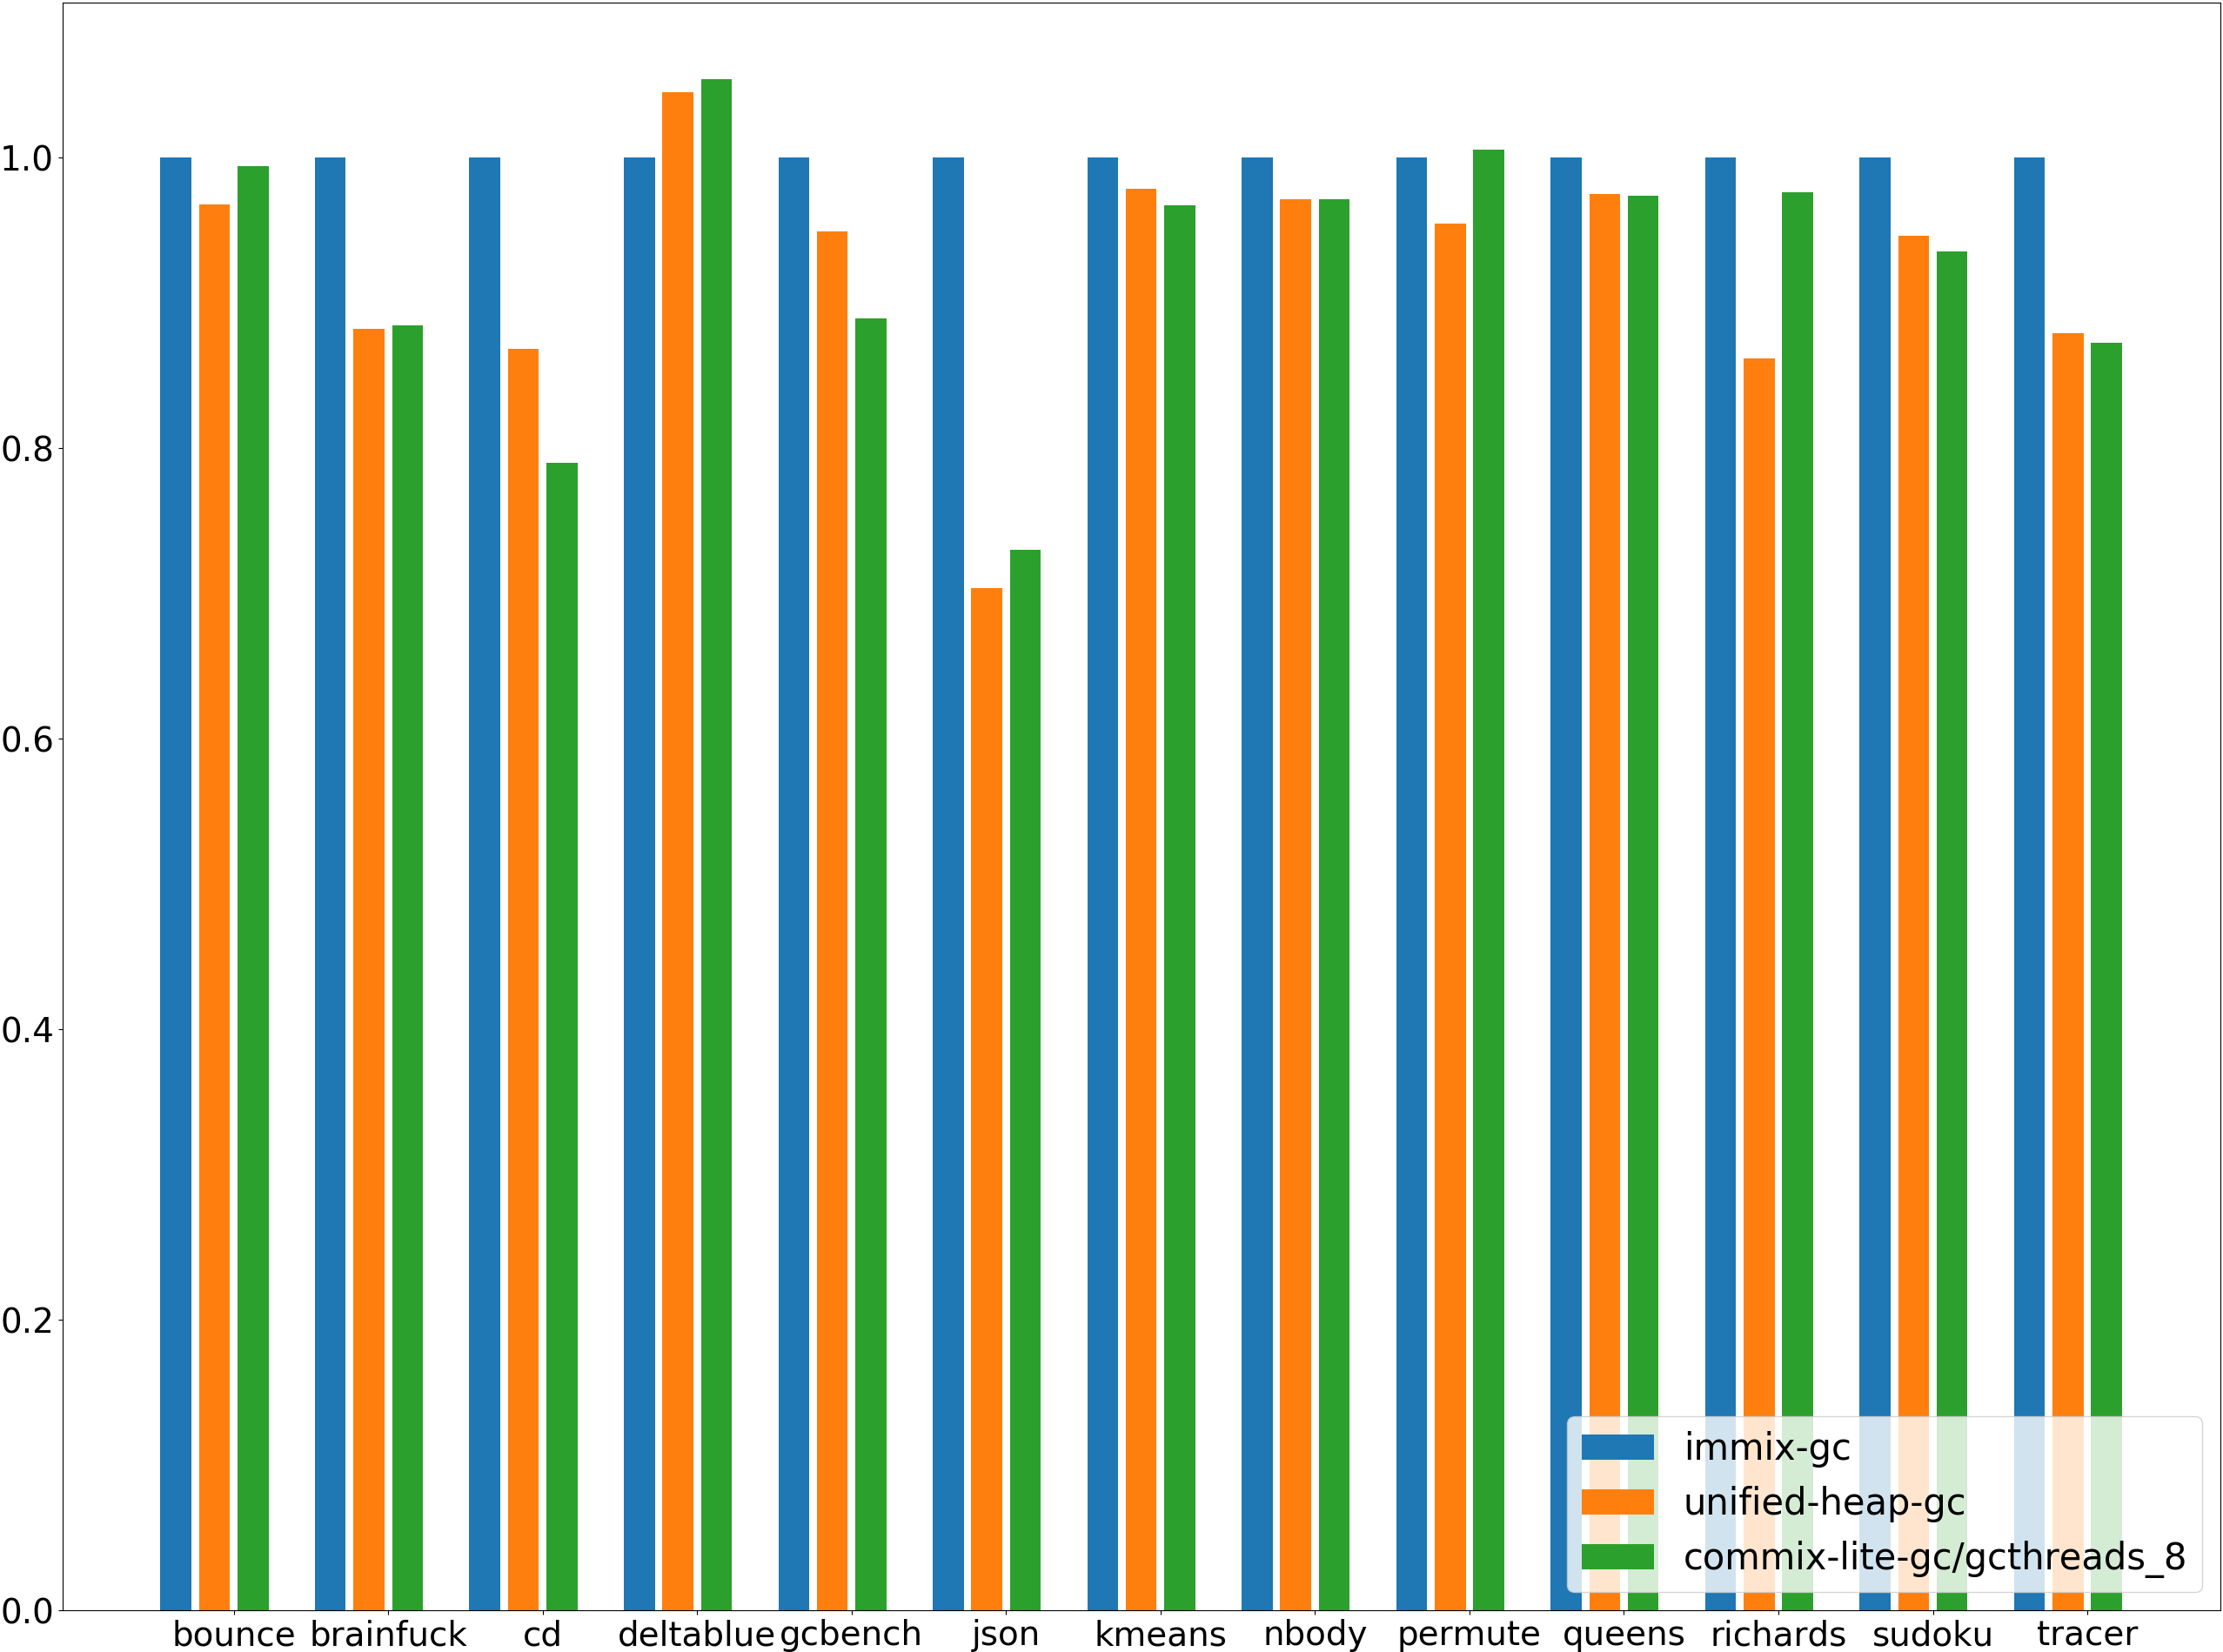 1.0
0.8
0.6
0.4
0.2
0.0
immix-gc
unified-heap-gc
commix-lite-gc/gcthreads_8
bounce brainfuck cd deltablue gcbench json kmeans nbody permute queens richards sudoku tracer